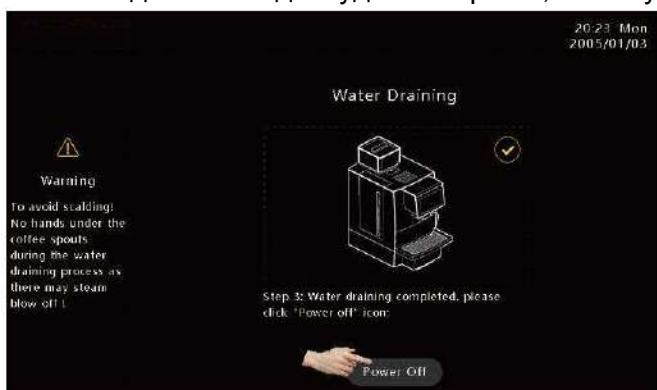 20:23 Mon
2005/01/03
Water Draining
Warning
To avoid scalding!
No hands under the
coffee spouts
during the water
draining process as
there may steam
blow off !
Step 3: Water draining completed, please
click "Power off" icon:
Power Off